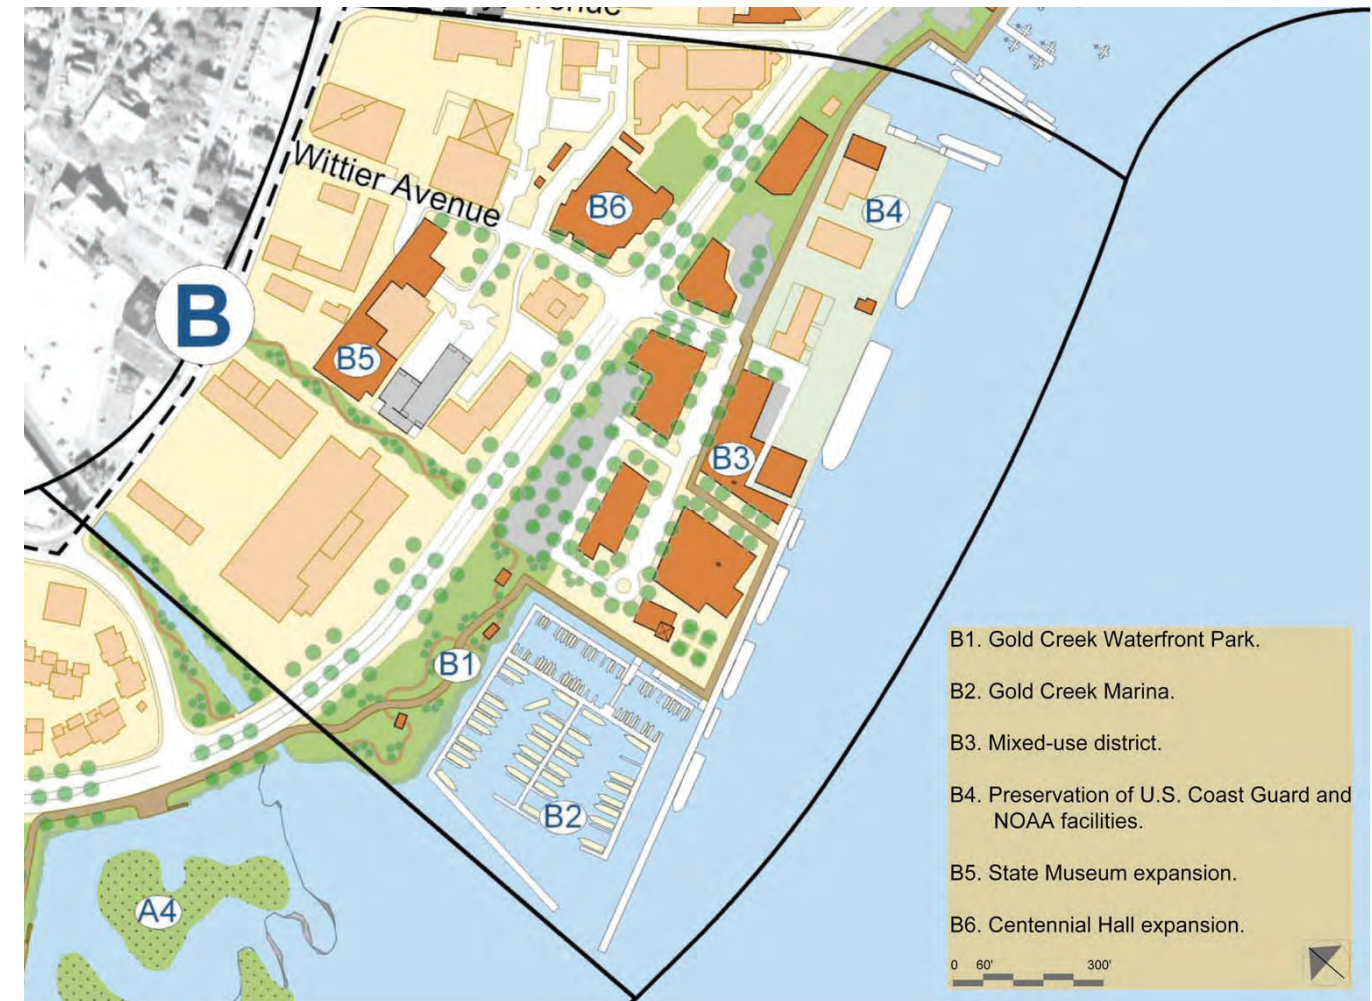 Wittier Avenue
B6
B4
B
B5
B3
B1
B2
A4
B1. Gold Creek Waterfront Park.
B2. Gold Creek Marina.
B3. Mixed-use district.
B4. Preservation of U.S. Coast Guard and
NOAA facilities.
B5. State Museum expansion.
B6. Centennial Hall expansion.
0 60' 300'